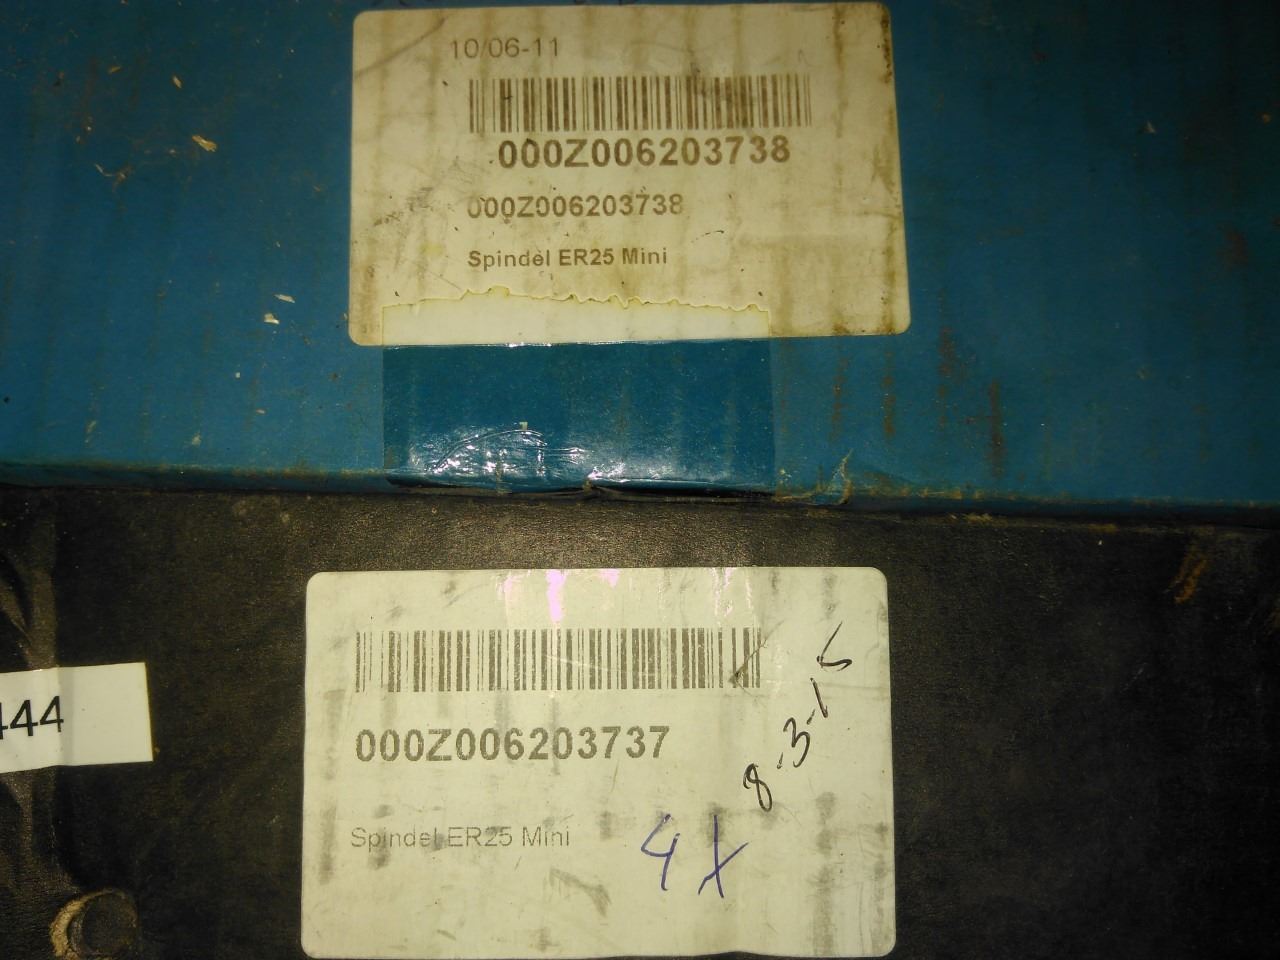 10/06-11
000Z006203738
000Z006203738
Spindel ER25 Mini
444
000Z006203737
8-3-15
Spindel ER25 Mini
4x